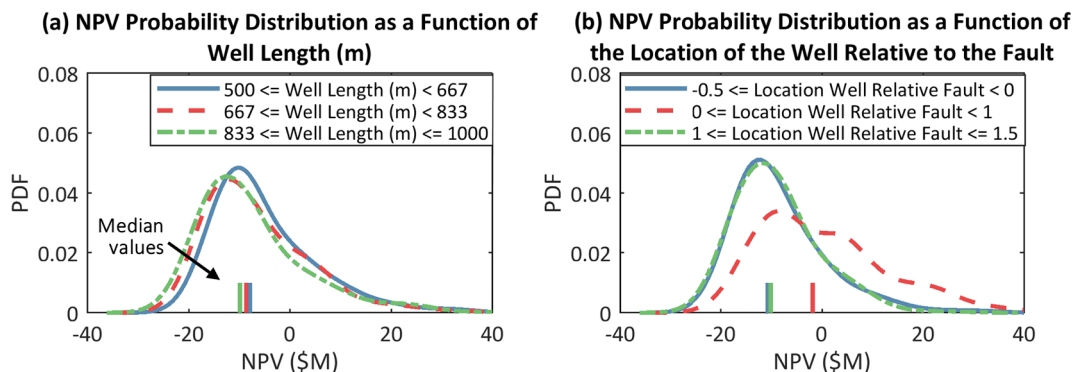 (a) NPV Probability Distribution as a Function of
Well Length (m)
0.08
0.06
0.04
0.02
0
PDF
500 <= Well Length (m) < 667
667 <= Well Length (m) < 833
833 <= Well Length (m) <= 1000
Median
values
-40
-20
0
20
40
NPV ($M)
(b) NPV Probability Distribution as a Function of
the Location of the Well Relative to the Fault
0.08
0.06
0.04
0.02
0
PDF
-0.5 <= Location Well Relative Fault < 0
0 <= Location Well Relative Fault < 1
1 <= Location Well Relative Fault <= 1.5
-40
-20
0
20
40
NPV ($M)